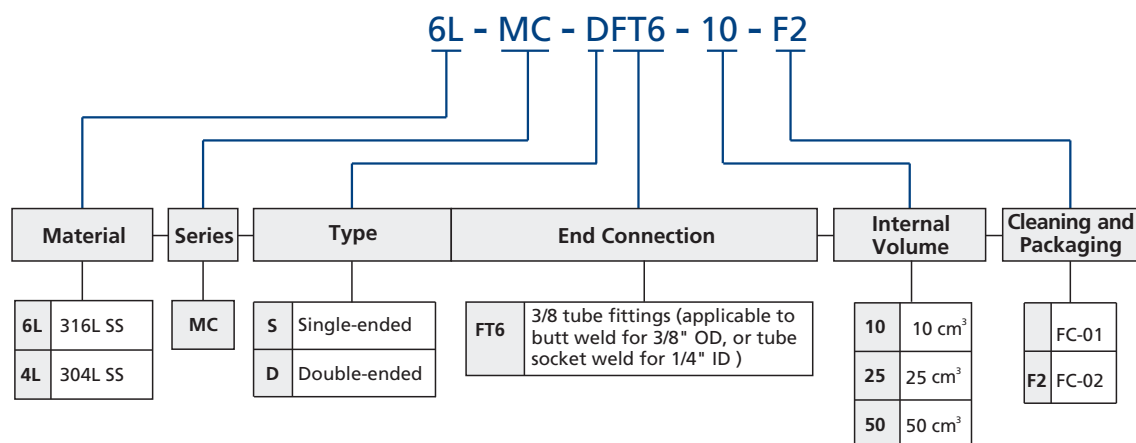 6L - MC - DFT6 - 10 - F2
Material
Series
Type
End Connection
Internal
Volume
Cleaning and
Packaging
6L 316L SS
4L 304L SS
MC
S Single-ended
D Double-ended
FT6 3/8 tube fittings (applicable to
butt weld for 3/8" OD, or tube
socket weld for 1/4" ID )
10 10 cm³
25 25 cm³
50 50 cm³
FC-01
F2 FC-02